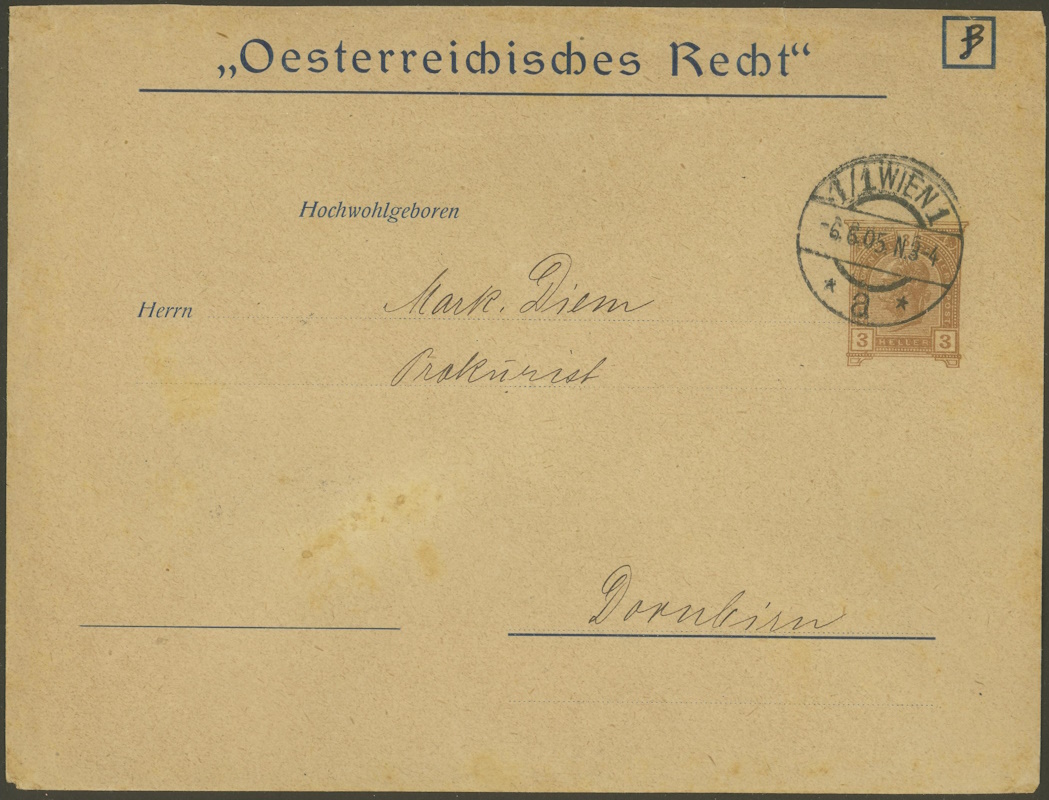 „Oesterreichisches Recht“
B
1/1 WIEN 1
-6.6.05.N.3-4
* a *
3 HELLER 3
Hochwohlgeboren
Herrn Mark. Diem
Prokurist
Dornbirn